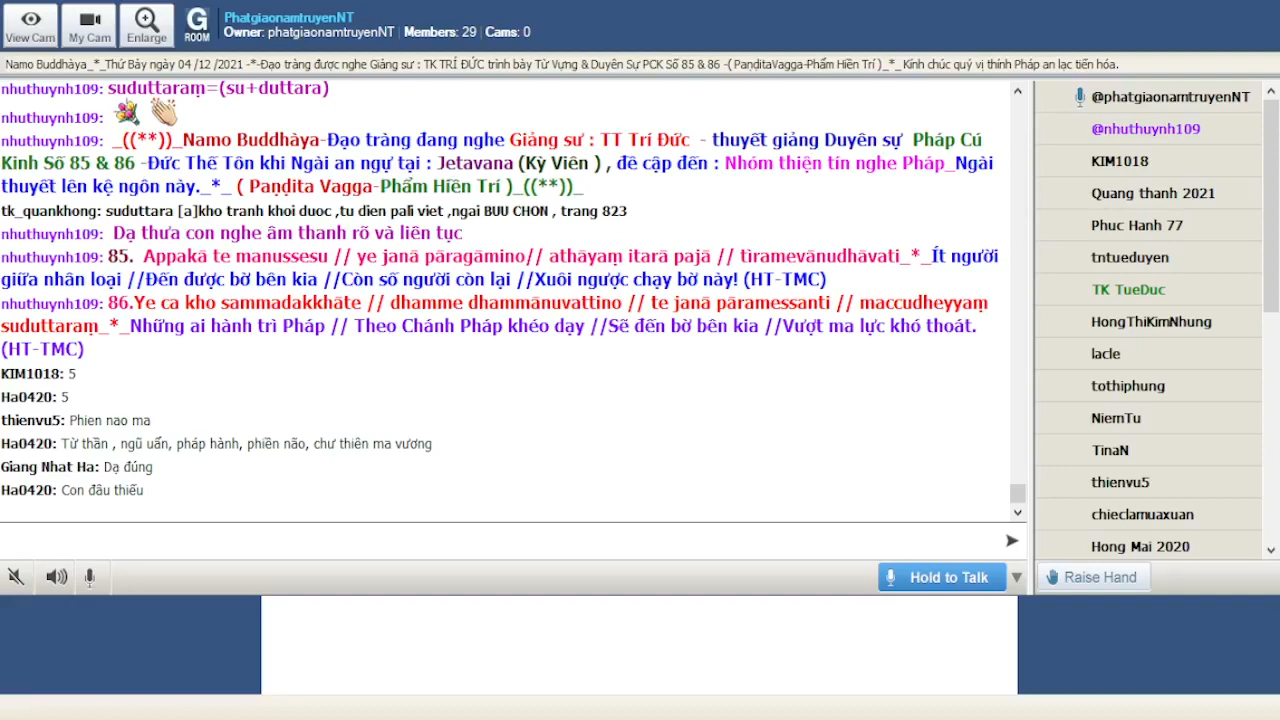 View Cam
My Cam
Enlarge
G
ROOM
PhatgiaonamtruyenNT
Owner: phatgiaonamtruyenNT | Members: 29 | Cams: 0
Namo Buddhàya_*_Thứ Bảy ngày 04 /12 /2021 -*-Đạo tràng được nghe Giảng sư : TK TRÍ ĐỨC trình bày Từ Vựng & Duyên Sự PCK Số 85 & 86 -( PaṇḍitaVagga-Phẩm Hiền Trí )_*_ Kính chúc quý vị thính Pháp an lạc tiến hóa.
nhuthuynh109: suduttaraṃ=(su+duttara)
nhuthuynh109:
nhuthuynh109: _((**))_Namo Buddhàya-Đạo tràng đang nghe Giảng sư : TT Trí Đức - thuyết giảng Duyên sự Pháp Cú
Kinh Số 85 & 86 -Đức Thế Tôn khi Ngài an ngự tại : Jetavana (Kỳ Viên ) , đề cập đến : Nhóm thiện tín nghe Pháp_Ngài
thuyết lên kệ ngôn này._*_ ( Paṇḍita Vagga-Phẩm Hiền Trí )_((**))_
tk_quankhong: suduttara [a]kho tranh khoi duoc ,tu dien pali viet ,ngai BUU CHON , trang 823
nhuthuynh109: Dạ thưa con nghe âm thanh rõ và liên tục
nhuthuynh109: 85. Appakā te manussesu // ye janā pāragāmino// athāyaṃ itarā pajā // tìramevānudhāvati_*_Ít người
giữa nhân loại //Đến được bờ bên kia //Còn số người còn lại //Xuôi ngược chạy bờ này! (HT-TMC)
nhuthuynh109: 86.Ye ca kho sammadakkhāte // dhamme dhammānuvattino // te janā pāramessanti // maccudheyyaṃ
suduttaraṃ_*_Những ai hành trì Pháp // Theo Chánh Pháp khéo dạy //Sẽ đến bờ bên kia //Vượt ma lực khó thoát.
(HT-TMC)
KIM1018: 5
Ha0420: 5
thienvu5: Phien nao ma
Ha0420: Từ thần , ngũ uẩn, pháp hành, phiền não, chư thiên ma vương
Giang Nhat Ha: Dạ đúng
Ha0420: Con đâu thiếu
Hold to Talk
@phatgiaonamtruyenNT
@nhuthuynh109
KIM1018
Quang thanh 2021
Phuc Hanh 77
tntueduyen
TK TueDuc
HongThiKimNhung
lacle
tothiphung
NiemTu
TinaN
thienvu5
chieclamuaxuan
Hong Mai 2020
Raise Hand